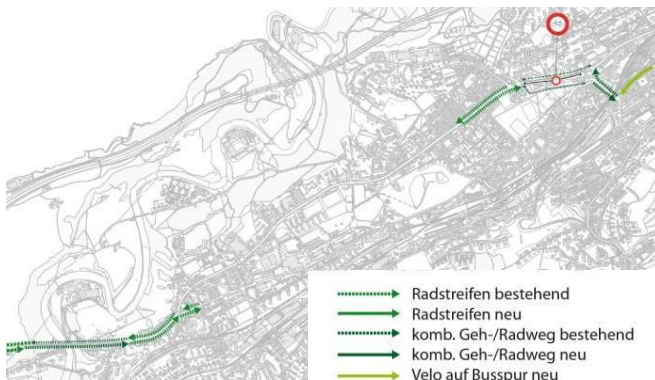 Radstreifen bestehend
Radstreifen neu
komb. Geh-/Radweg bestehend
komb. Geh-/Radweg neu
Velo auf Busspur neu